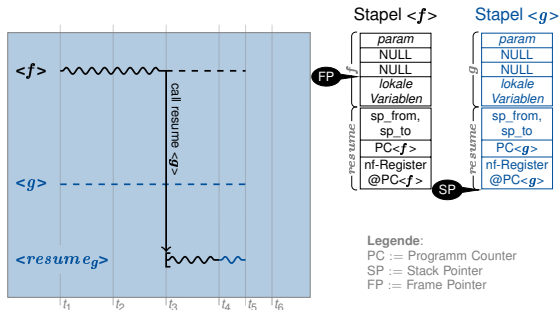 Stapel <f>
Stapel <g>
<f>
call resume <g>
<g>
<resume_g>
t1
t2
t3
t4
t5
t6
FP
f
param
NULL
NULL
lokale
Variablen
resume
sp_from,
sp_to
PC<f>
nf-Register
@PC<f>
SP
g
param
NULL
NULL
lokale
Variablen
resume
sp_from,
sp_to
PC<g>
nf-Register
@PC<g>
Legende:
PC := Programm Counter
SP := Stack Pointer
FP := Frame Pointer